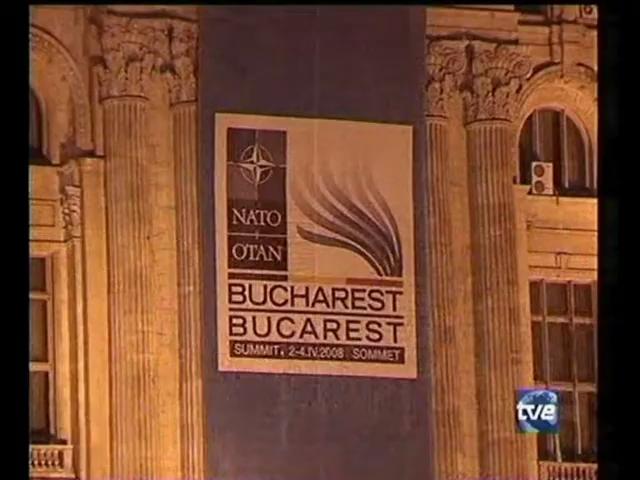 NATO
OTAN
BUCHAREST
BUCAREST
SUMMIT, 2-4.IV.2008 SOMMET
tve